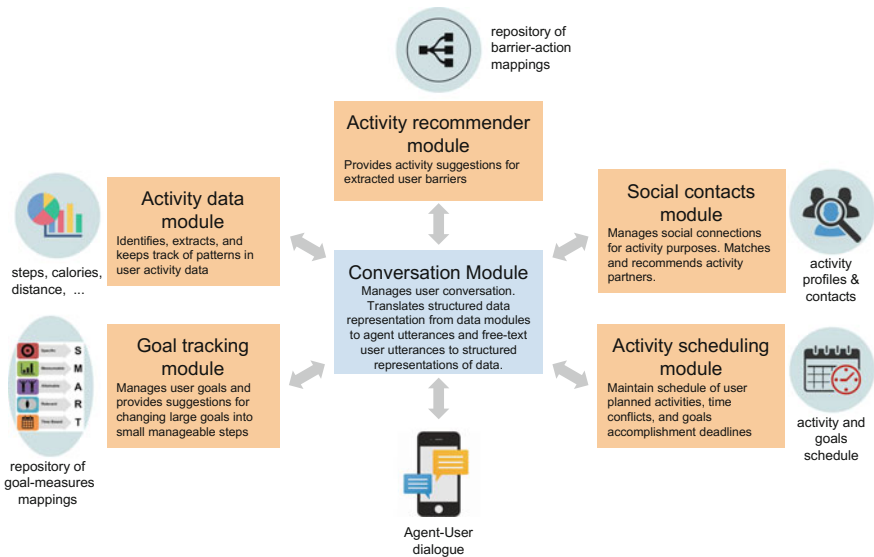 repository of
barrier-action
mappings
Activity recommender
module
Provides activity suggestions for
extracted user barriers
Activity data
module
Identifies, extracts, and
keeps track of patterns in
user activity data
steps, calories,
distance, ...
Social contacts
module
Manages social connections
for activity purposes. Matches
and recommends activity
partners.
activity
profiles &
contacts
Conversation Module
Manages user conversation.
Translates structured data
representation from data modules
to agent utterances and free-text
user utterances to structured
representations of data.
Goal tracking
module
Manages user goals and
provides suggestions for
changing large goals into
small manageable steps
Specific S
Measurable M
Attainable A
Relevant R
Time Based T
repository of
goal-measures
mappings
Activity scheduling
module
Maintain schedule of user
planned activities, time
conflicts, and goals
accomplishment deadlines
activity and
goals
schedule
Agent-User
dialogue